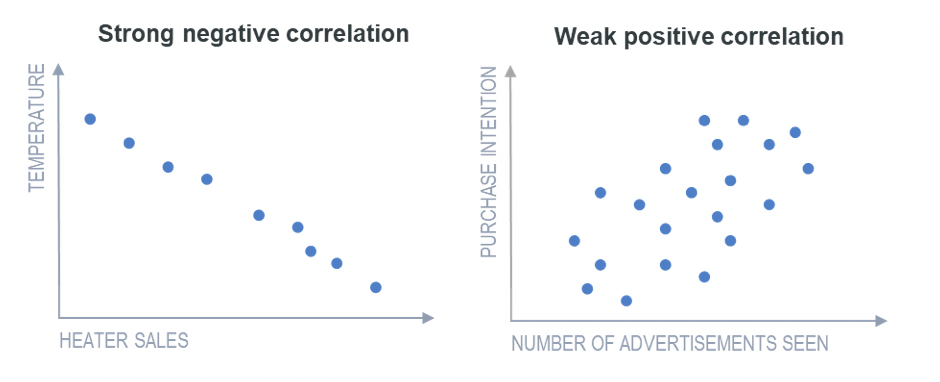 Strong negative correlation
TEMPERATURE
HEATER SALES
Weak positive correlation
PURCHASE INTENTION
NUMBER OF ADVERTISEMENTS SEEN